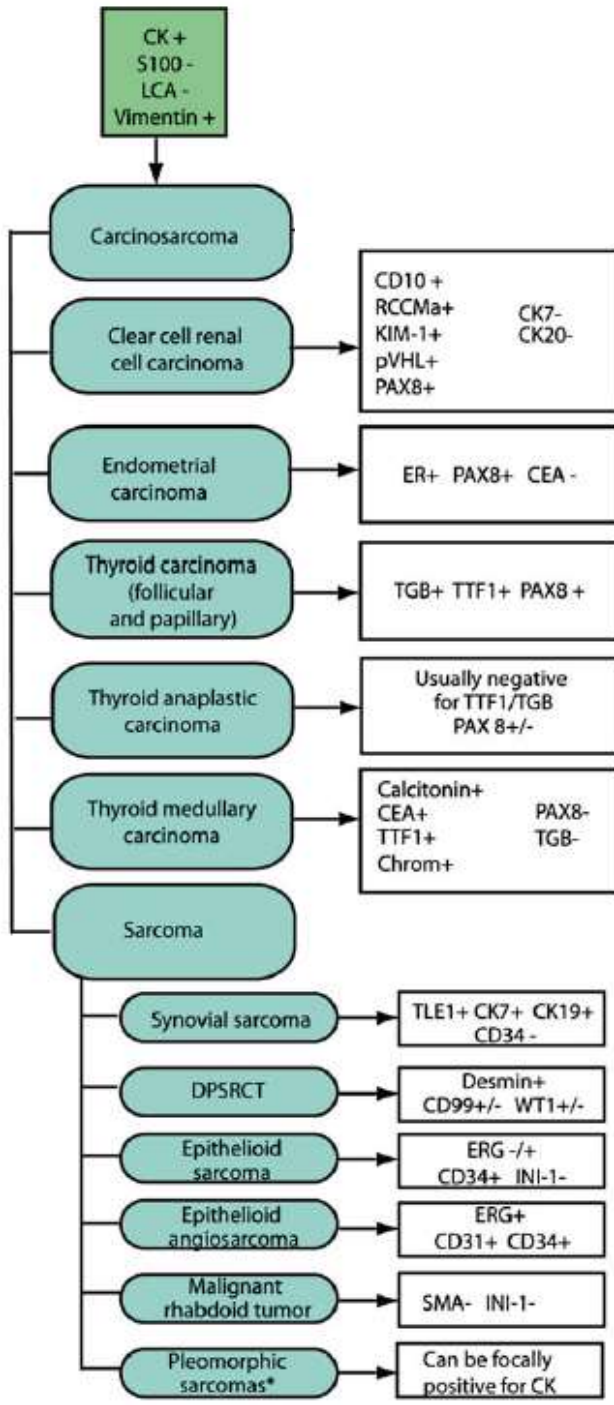 CK +
S100 -
LCA -
Vimentin +
Carcinosarcoma
Clear cell renal
cell carcinoma
CD10 +
RCCMa+
KIM-1+
pVHL+
PAX8+
CK7-
CK20-
Endometrial
carcinoma
ER+ PAX8+ CEA -
Thyroid carcinoma
(follicular
and papillary)
TGB+ TTF1+ PAX8 +
Thyroid anaplastic
carcinoma
Usually negative
for TTF1/TGB
PAX 8+/-
Thyroid medullary
carcinoma
Calcitonin+
CEA+
TTF1+
Chrom+
PAX8-
TGB-
Sarcoma
Synovial sarcoma
TLE1+ CK7+ CK19+
CD34 -
DPSRCT
Desmin+
CD99+/- WT1+/-
Epithelioid
sarcoma
ERG -/+
CD34+ INI-1-
Epithelioid
angiosarcoma
ERG+
CD31+ CD34+
Malignant
rhabdoid tumor
SMA- INI-1-
Pleomorphic
sarcomas*
Can be focally
positive for CK